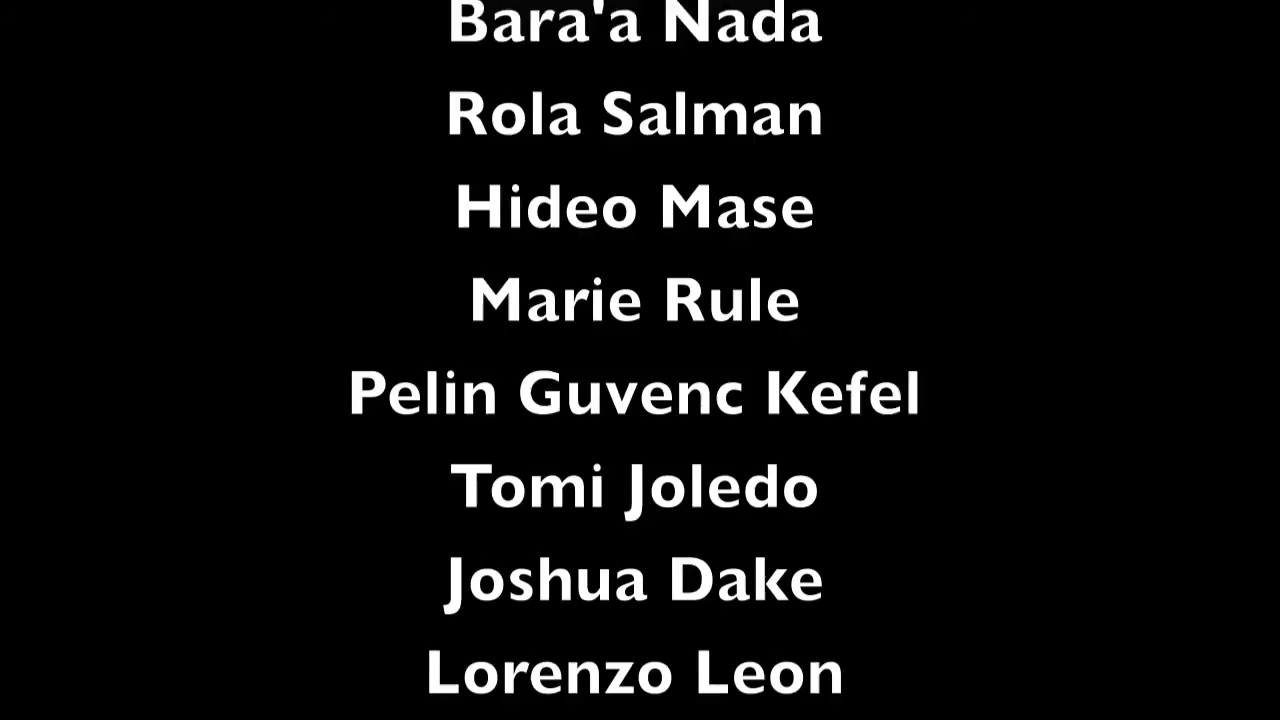 Bara'a Nada
Rola Salman
Hideo Mase
Marie Rule
Pelin Guvenc Kefel
Tomi Joledo
Joshua Dake
Lorenzo Leon